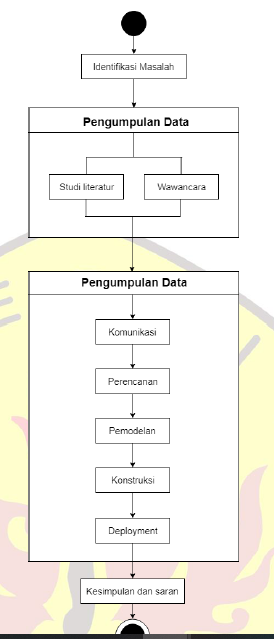 Identifikasi Masalah
Pengumpulan Data
Studi literatur
Wawancara
Pengumpulan Data
Komunikasi
Perencanan
Pemodelan
Konstruksi
Deployment
Kesimpulan dan saran